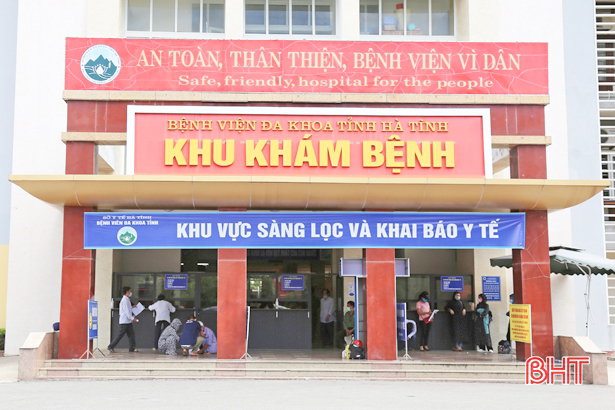 AN TOÀN, THÂN THIỆN, BỆNH VIỆN VÌ DÂN
Safe, friendly, hospital for the people
BỆNH VIỆN ĐA KHOA TỈNH HÀ TĨNH
KHU KHÁM BỆNH
SỞ Y TẾ HÀ TĨNH
BỆNH VIỆN ĐA KHOA TỈNH
KHU VỰC SÀNG LỌC VÀ KHAI BÁO Y TẾ
BHT